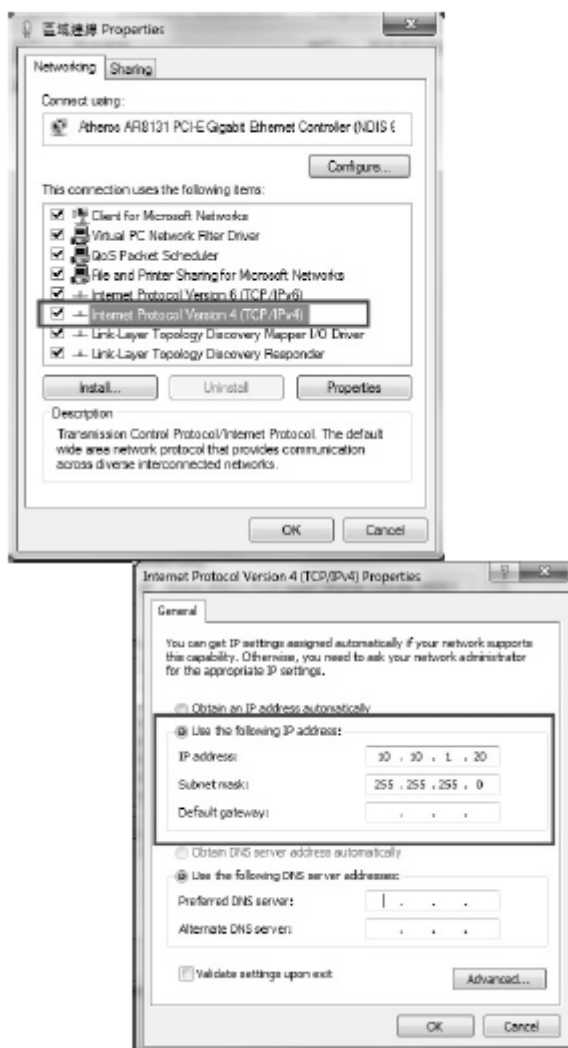 區域連線 Properties
Networking
Sharing
Connect using:
Atheros AR8131 PCI-E Gigabit Ethernet Controller (NDIS 6
Configure...
This connection uses the following items:
Client for Microsoft Networks
Virtual PC Network Filter Driver
QoS Packet Scheduler
File and Printer Sharing for Microsoft Networks
Internet Protocol Version 6 (TCP/IPv6)
Internet Protocol Version 4 (TCP/IPv4)
Link-Layer Topology Discovery Mapper I/O Driver
Link-Layer Topology Discovery Responder
Install...
Uninstall
Properties
Description
Transmission Control Protocol/Internet Protocol. The default
wide area network protocol that provides communication
across diverse interconnected networks.
OK
Cancel
Internet Protocol Version 4 (TCP/IPv4) Properties
General
You can get IP settings assigned automatically if your network supports
this capability. Otherwise, you need to ask your network administrator
for the appropriate IP settings.
Obtain an IP address automatically
Use the following IP address:
IP address: 10 . 10 . 1 . 20
Subnet mask: 255 . 255 . 255 . 0
Default gateway: . . .
Obtain DNS server address automatically
Use the following DNS server addresses:
Preferred DNS server: . . .
Alternate DNS server: . . .
Validate settings upon exit
Advanced...
OK
Cancel